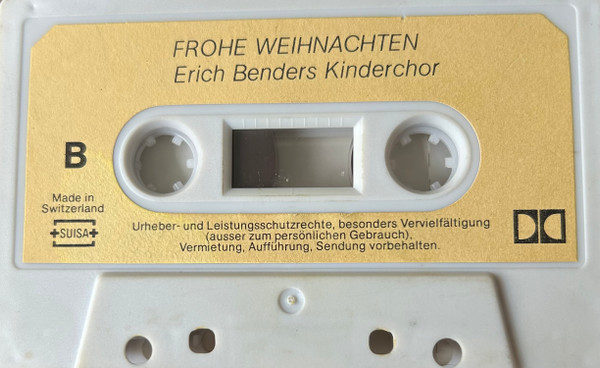 FROHE WEIHNACHTEN
Erich Benders Kinderchor
B
Made in
Switzerland
+SUISA+
Urheber- und Leistungsschutzrechte, besonders Vervielfältigung
(ausser zum persönlichen Gebrauch),
Vermietung, Aufführung, Sendung vorbehalten.